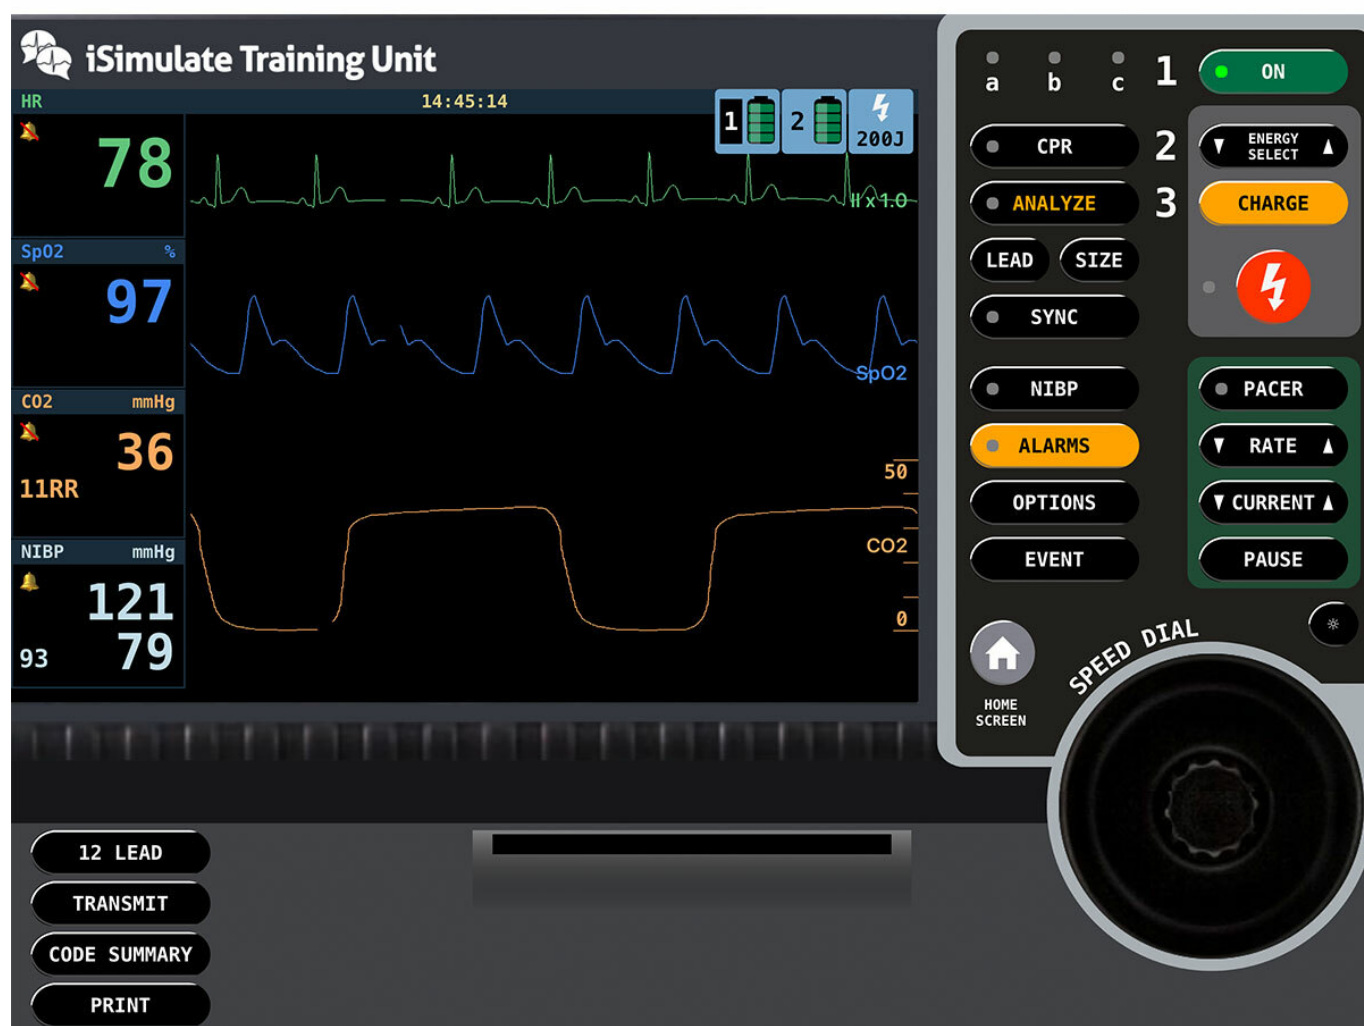 iSimulate Training Unit
HR
14:45:14
78
1
2
200J
II x 1.0
SpO2 %
97
SpO2
CO2 mmHg
36
11RR
50
CO2
0
NIBP mmHg
121
93 79
a b c
1 ON
CPR
2 ENERGY
SELECT
ANALYZE
3 CHARGE
LEAD SIZE
SYNC
NIBP
PACER
ALARMS
RATE
OPTIONS
CURRENT
EVENT
PAUSE
HOME
SCREEN
SPEED DIAL
12 LEAD
TRANSMIT
CODE SUMMARY
PRINT